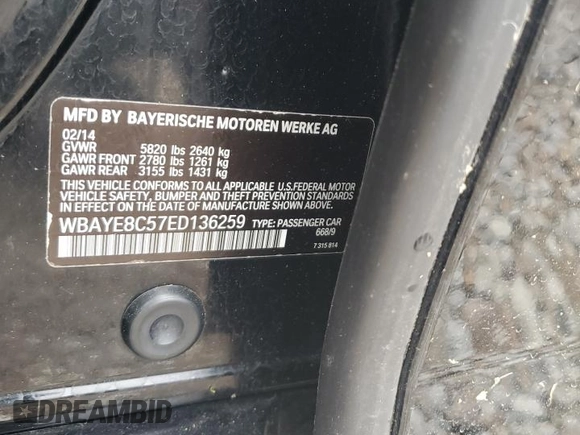 MFD BY BAYERISCHE MOTOREN WERKE AG
02/14
GVWR 5820 lbs 2640 kg
GAWR FRONT 2780 lbs 1261 kg
GAWR REAR 3155 lbs 1431 kg
THIS VEHICLE CONFORMS TO ALL APPLICABLE U.S.FEDERAL MOTOR
VEHICLE SAFETY, BUMPER AND THEFT PREVENTION STANDARDS
IN EFFECT ON THE DATE OF MANUFACTURE SHOWN ABOVE.
WBAYE8C57ED136259 TYPE: PASSENGER CAR
668/9
7 315 814
DREAMBID